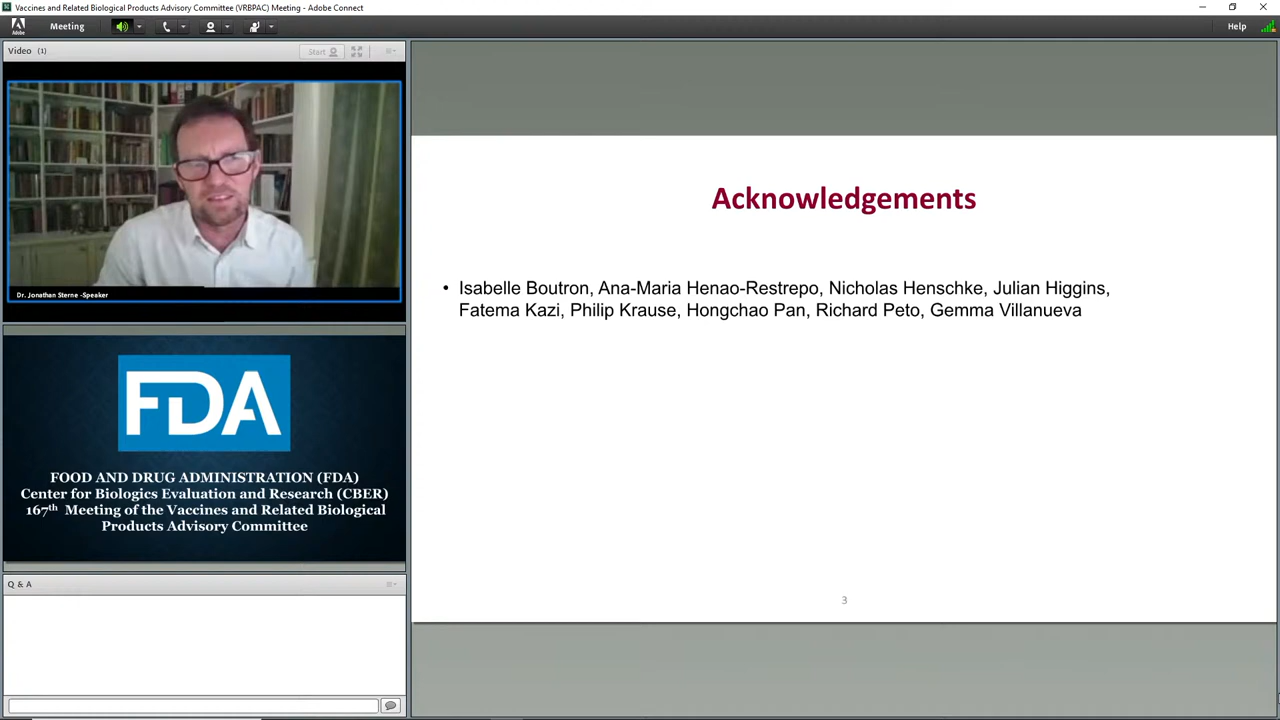 Vaccines and Related Biological Products Advisory Committee (VRBPAC) Meeting - Adobe Connect
Adobe
Meeting
Help
Video (1)
Start
Dr. Jonathan Sterne -Speaker
FDA
FOOD AND DRUG ADMINISTRATION (FDA)
Center for Biologics Evaluation and Research (CBER)
167th Meeting of the Vaccines and Related Biological
Products Advisory Committee
Q & A
Acknowledgements
• Isabelle Boutron, Ana-Maria Henao-Restrepo, Nicholas Henschke, Julian Higgins,
Fatema Kazi, Philip Krause, Hongchao Pan, Richard Peto, Gemma Villanueva
3